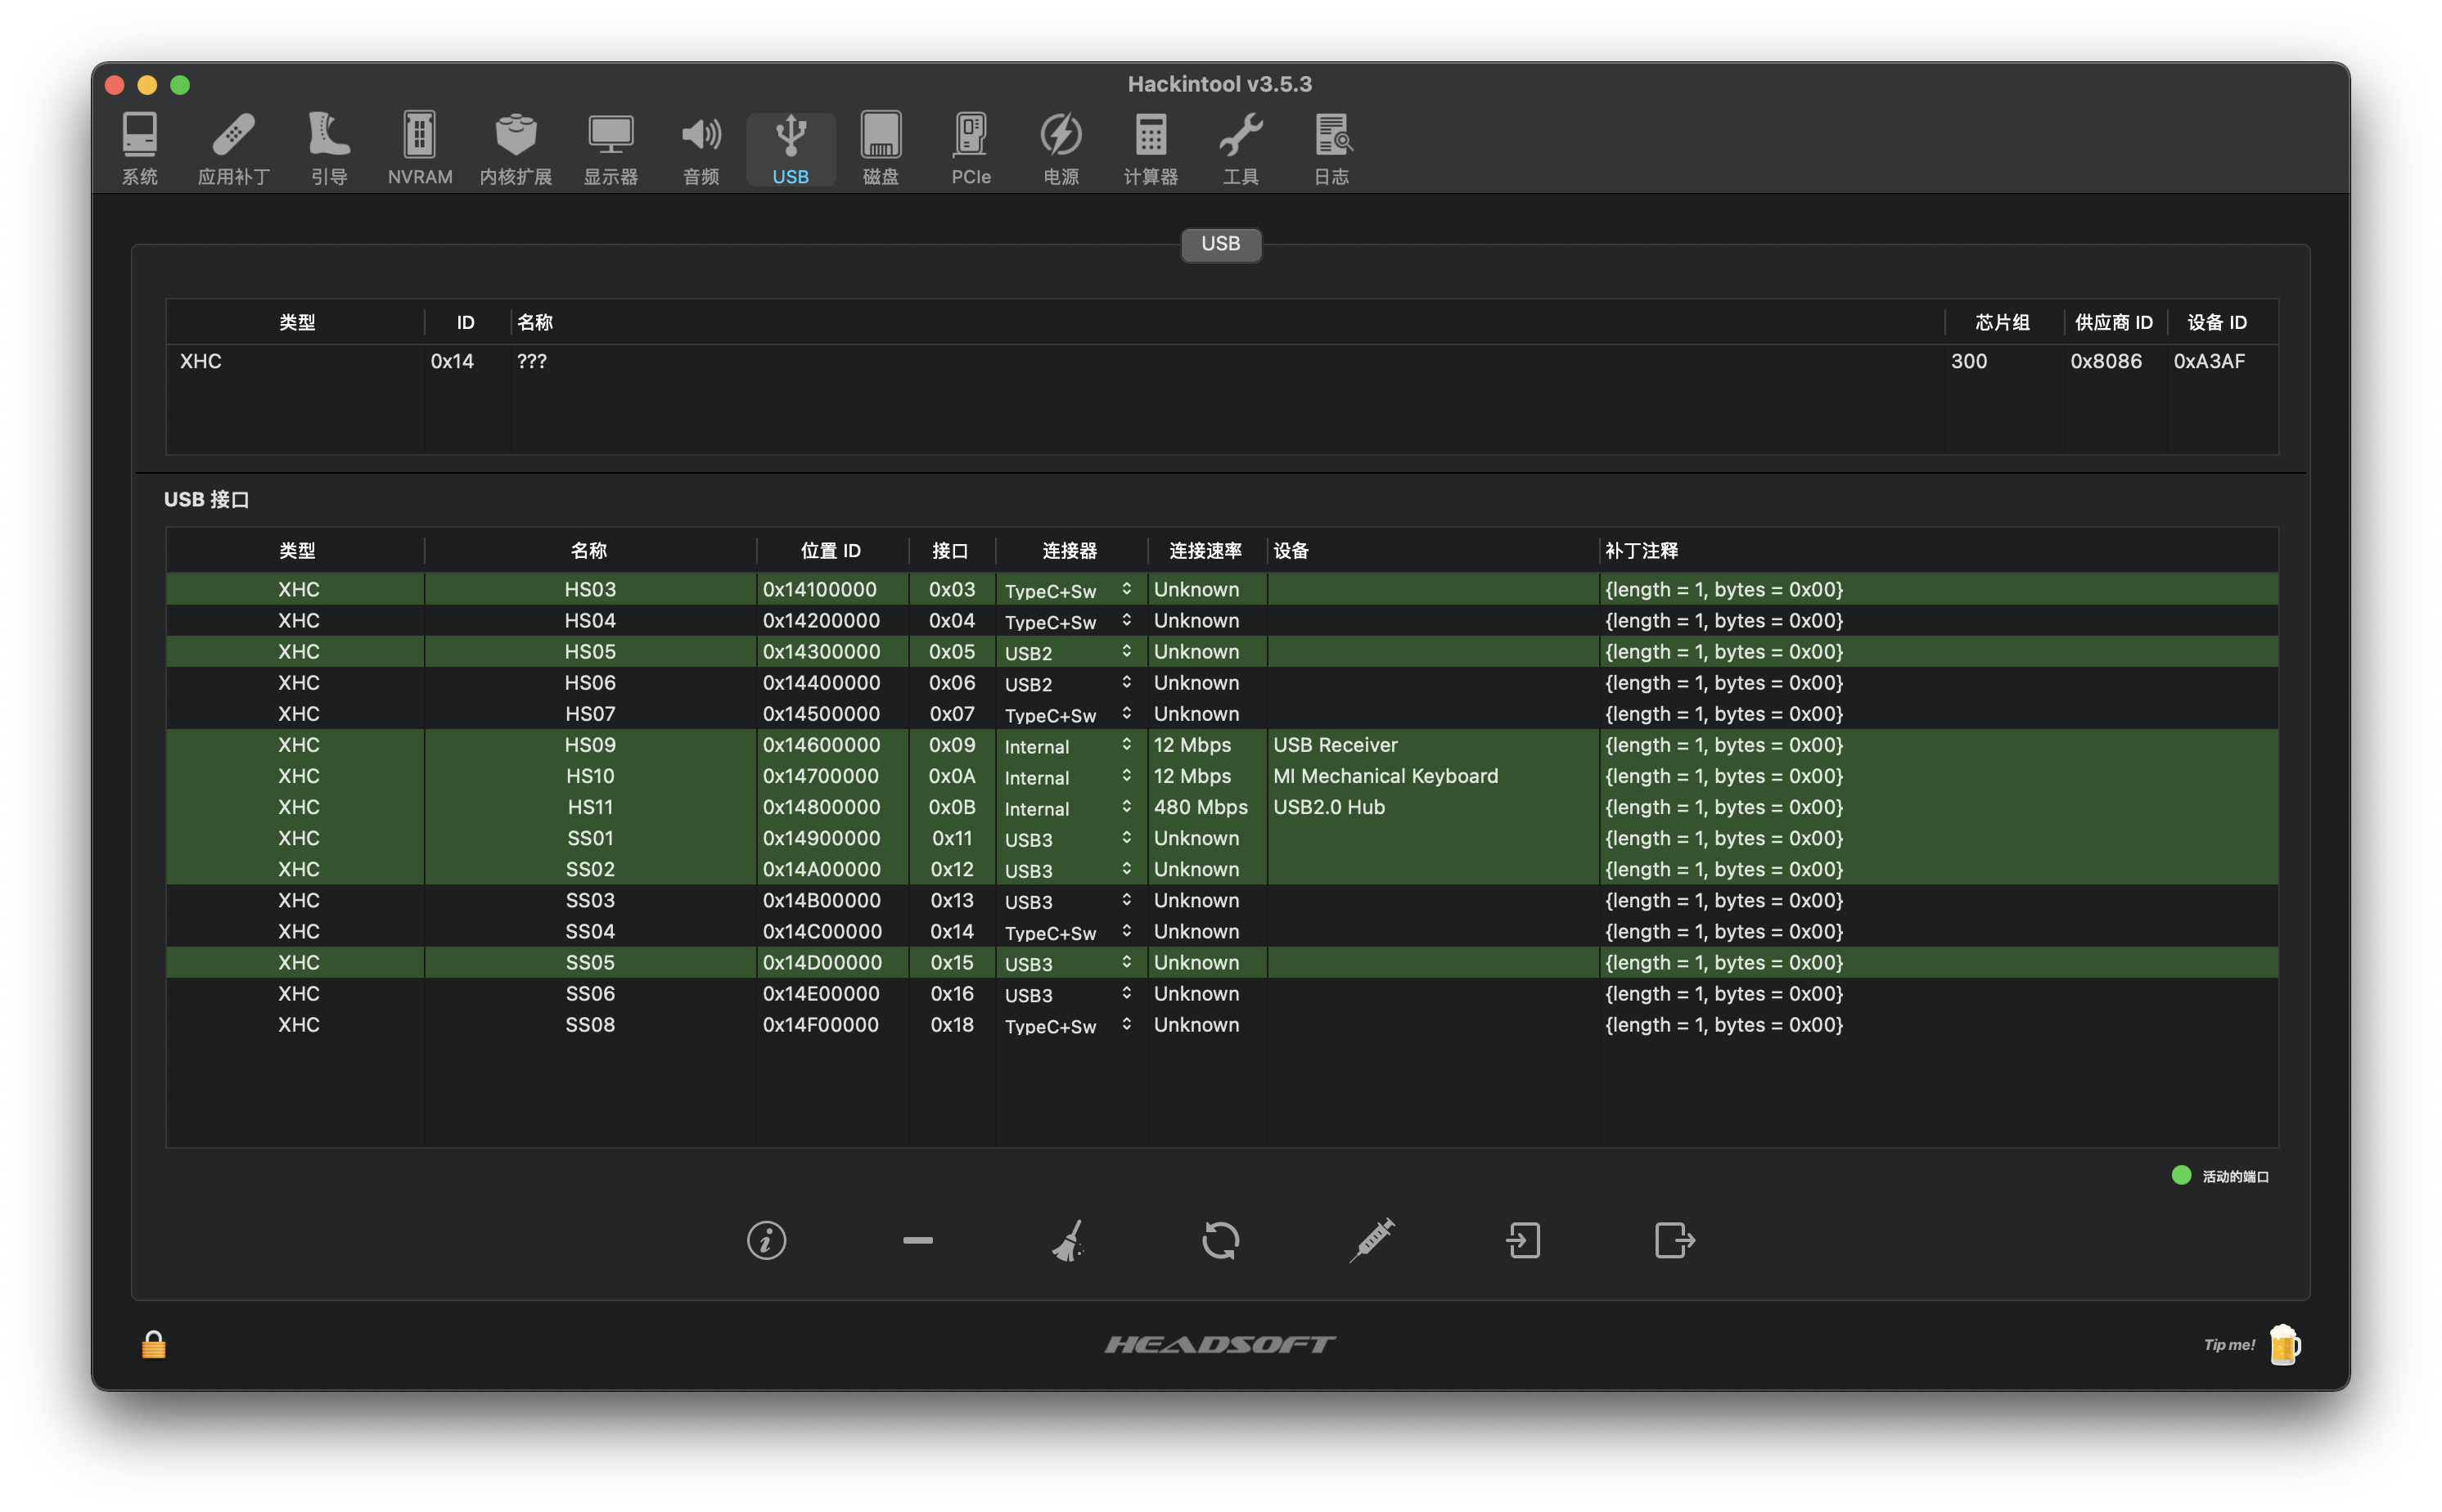 Hackintool v3.5.3
系统 应用补丁 引导 NVRAM 内核扩展 显示器 音频 USB 磁盘 PCIe 电源 计算器 工具 日志
USB
类型 ID 名称 芯片组 供应商 ID 设备 ID
XHC 0x14 ??? 300 0x8086 0xA3AF
USB 接口
类型 名称 位置 ID 接口 连接器 连接速率 设备 补丁注释
XHC HS03 0x14100000 0x03 TypeC+Sw Unknown {length = 1, bytes = 0x00}
XHC HS04 0x14200000 0x04 TypeC+Sw Unknown {length = 1, bytes = 0x00}
XHC HS05 0x14300000 0x05 USB2 Unknown {length = 1, bytes = 0x00}
XHC HS06 0x14400000 0x06 USB2 Unknown {length = 1, bytes = 0x00}
XHC HS07 0x14500000 0x07 TypeC+Sw Unknown {length = 1, bytes = 0x00}
XHC HS09 0x14600000 0x09 Internal 12 Mbps USB Receiver {length = 1, bytes = 0x00}
XHC HS10 0x14700000 0x0A Internal 12 Mbps MI Mechanical Keyboard {length = 1, bytes = 0x00}
XHC HS11 0x14800000 0x0B Internal 480 Mbps USB2.0 Hub {length = 1, bytes = 0x00}
XHC SS01 0x14900000 0x11 USB3 Unknown {length = 1, bytes = 0x00}
XHC SS02 0x14A00000 0x12 USB3 Unknown {length = 1, bytes = 0x00}
XHC SS03 0x14B00000 0x13 USB3 Unknown {length = 1, bytes = 0x00}
XHC SS04 0x14C00000 0x14 TypeC+Sw Unknown {length = 1, bytes = 0x00}
XHC SS05 0x14D00000 0x15 USB3 Unknown {length = 1, bytes = 0x00}
XHC SS06 0x14E00000 0x16 USB3 Unknown {length = 1, bytes = 0x00}
XHC SS08 0x14F00000 0x18 TypeC+Sw Unknown {length = 1, bytes = 0x00}
活动的端口
HEADSOFT
Tip me!